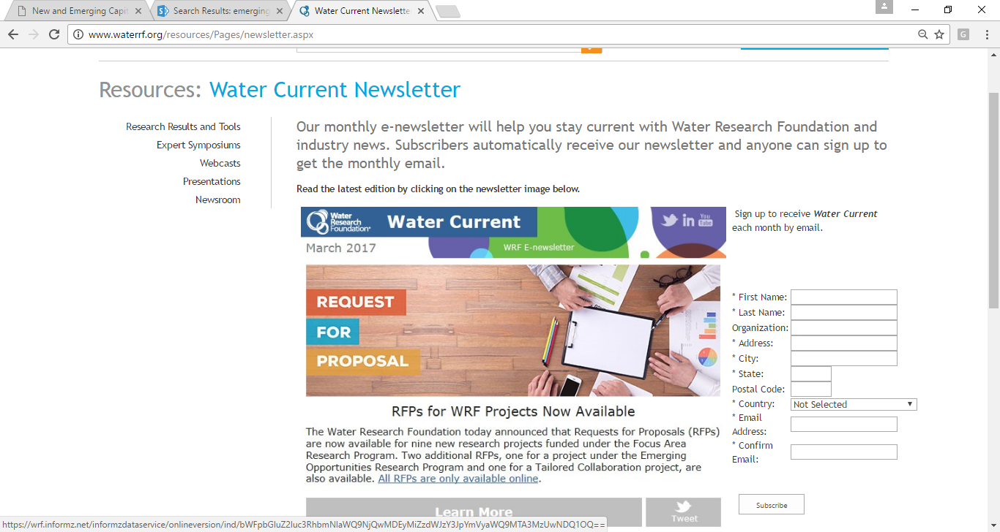 New and Emerging Capi
Search Results: emerging
Water Current Newslette
www.waterrf.org/resources/Pages/newsletter.aspx
G
Resources: Water Current Newsletter
Research Results and Tools
Expert Symposiums
Webcasts
Presentations
Newsroom
Our monthly e-newsletter will help you stay current with Water Research Foundation and
industry news. Subscribers automatically receive our newsletter and anyone can sign up to
get the monthly email.
Read the latest edition by clicking on the newsletter image below.
Water
Research
Foundation
Water Current
in You Tube
March 2017
WRF E-newsletter
REQUEST
FOR
PROPOSAL
RFPs for WRF Projects Now Available
The Water Research Foundation today announced that Requests for Proposals (RFPs)
are now available for nine new research projects funded under the Focus Area
Research Program. Two additional RFPs, one for a project under the Emerging
Opportunities Research Program and one for a Tailored Collaboration project, are
also available. All RFPs are only available online.
Learn More
Tweet
Sign up to receive Water Current
each month by email.
* First Name:
* Last Name:
Organization:
* Address:
* City:
* State:
Postal Code:
* Country: Not Selected
* Email
Address:
* Confirm
Email:
Subscribe